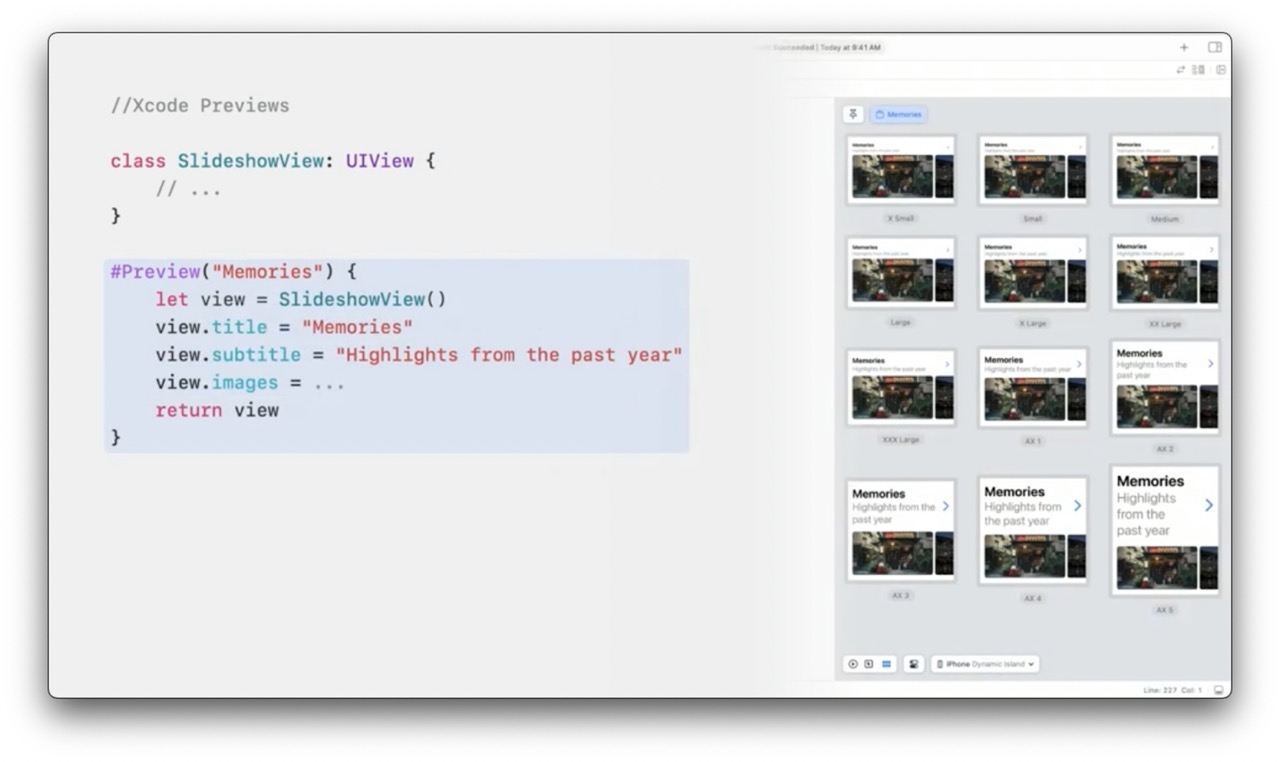 //Xcode Previews
class SlideshowView: UIView {
// ...
}
#Preview("Memories") {
let view = SlideshowView()
view.title = "Memories"
view.subtitle = "Highlights from the past year"
view.images = ...
return view
}
Succeeded | Today at 9:41 AM
Memories
Memories
Highlights from the past year
Memories
Highlights from the past year
Memories
Highlights from the past year
X Small
Small
Medium
Memories
Highlights from the past year
Memories
Highlights from the past year
Memories
Highlights from the past year
Large
X Large
XX Large
Memories
Highlights from the past year
Memories
Highlights from the past year
Memories
Highlights from the
past year
XXX Large
AX 1
AX 2
Memories
Highlights from the
past year
Memories
Highlights from
the past year
Memories
Highlights
from the
past year
AX 3
AX 4
AX 5
iPhone Dynamic Island
Line: 227 Col: 1